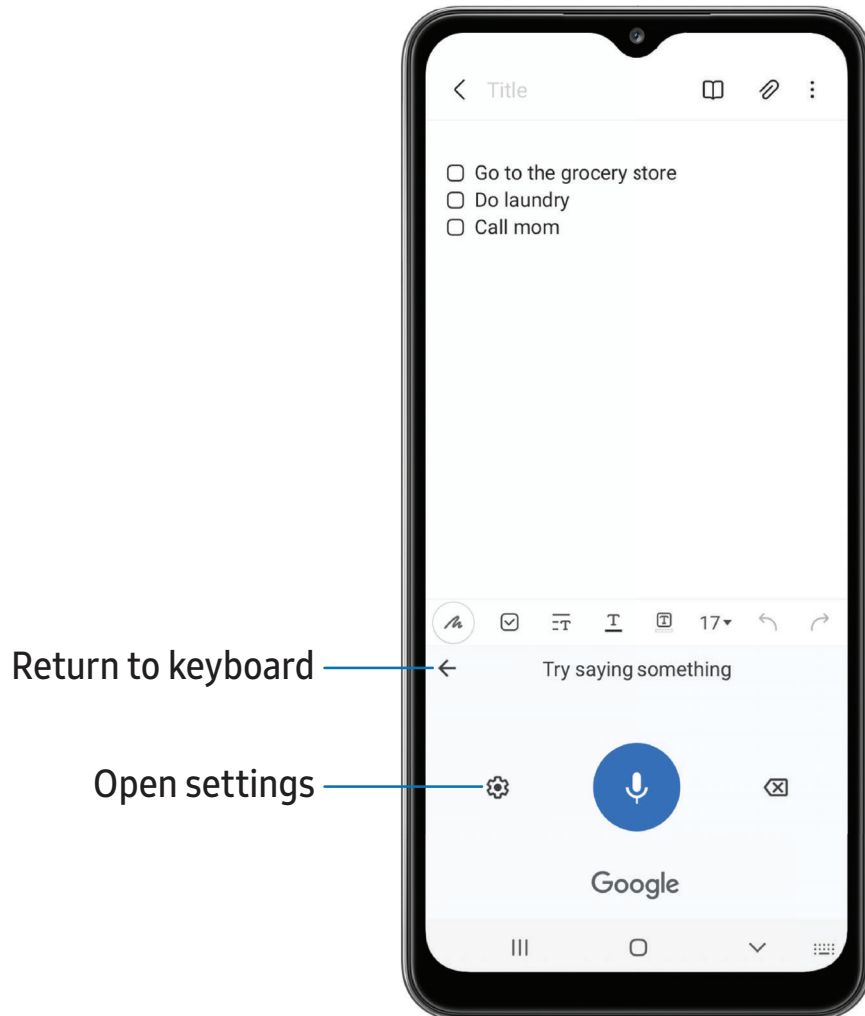 Title
Go to the grocery store
Do laundry
Call mom
17
Return to keyboard
Try saying something
Open settings
Google